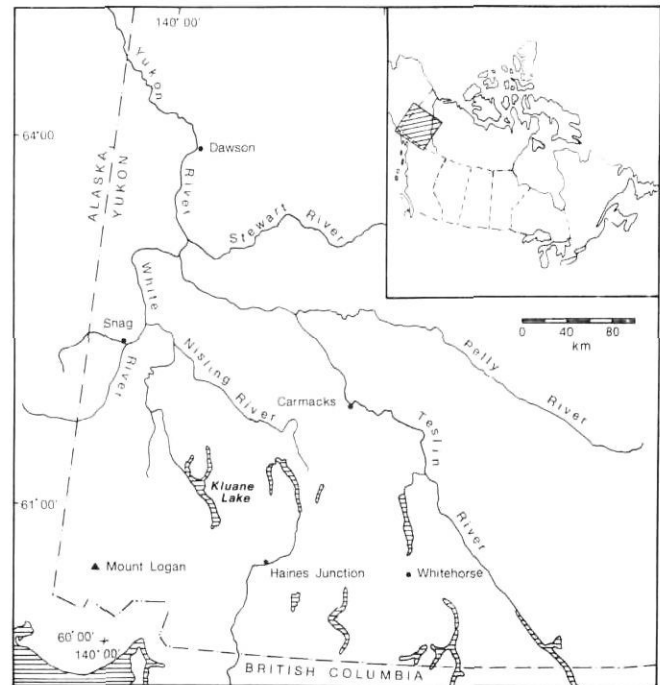 140° 00'
Yukon
64°00
Dawson
ALASKA
YUKON
River
Stewart River
White
Snag
River
Nisling River
0 40 80
km
Pelly
River
Carmacks
Teslin
River
Kluane
Lake
61° 00'
Mount Logan
Haines Junction
Whitehorse
60° 00'
140° 00'
BRITISH COLUMBIA